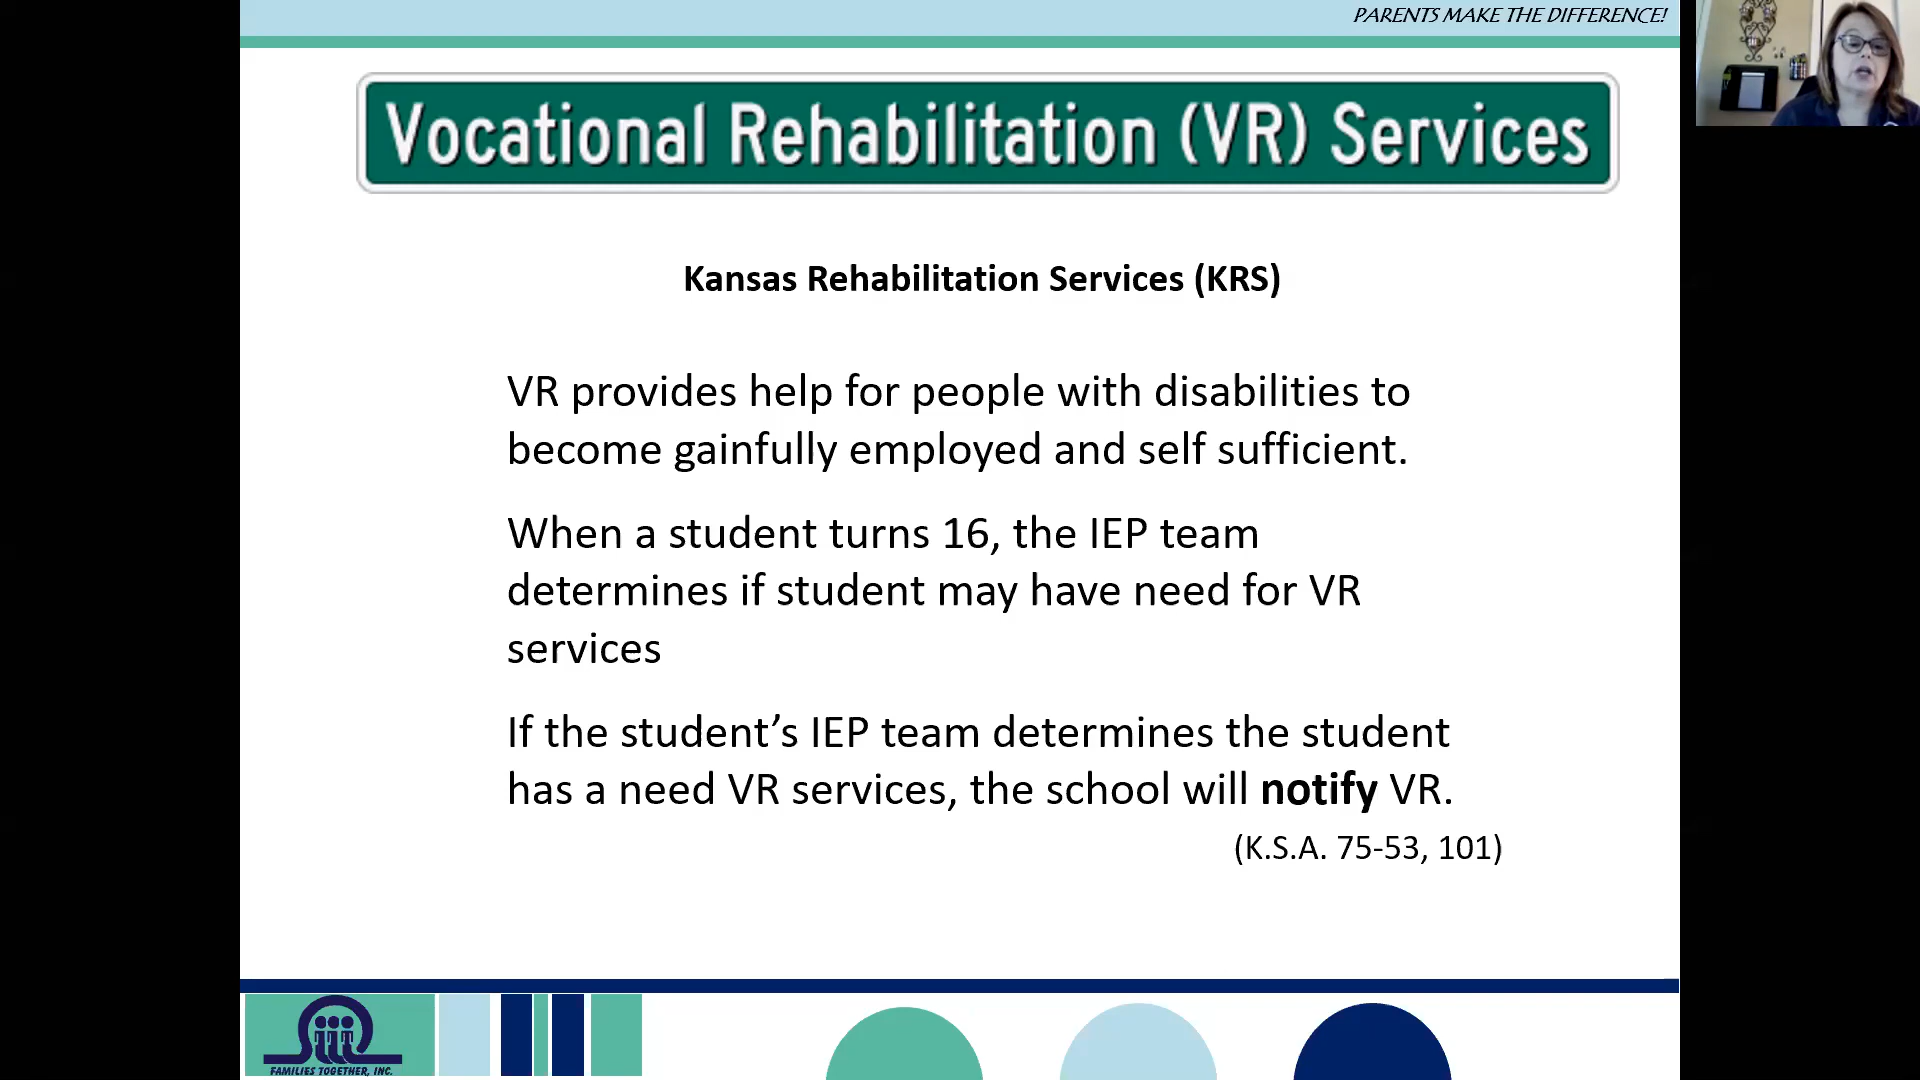 PARENTS MAKE THE DIFFERENCE!
Vocational Rehabilitation (VR) Services
Kansas Rehabilitation Services (KRS)
VR provides help for people with disabilities to
become gainfully employed and self sufficient.
When a student turns 16, the IEP team
determines if student may have need for VR
services
If the student’s IEP team determines the student
has a need VR services, the school will notify VR.
(K.S.A. 75-53, 101)
FAMILIES TOGETHER, INC.